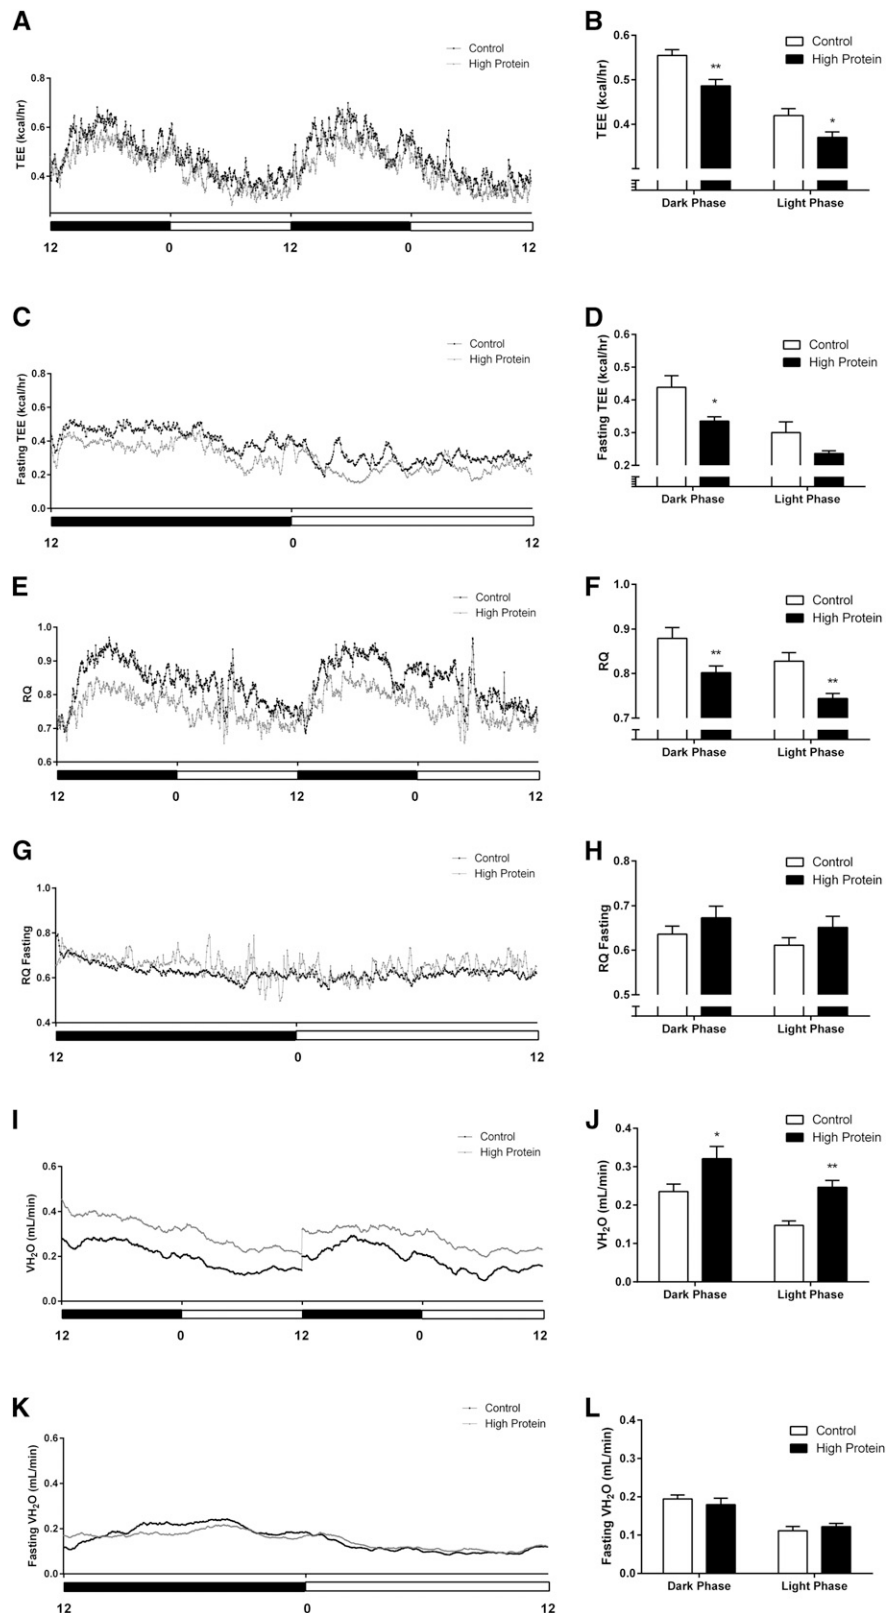 A
Control
High Protein
TEE (kcal/hr)
0.8
0.6
0.4
12
0
12
0
12
B
Control
High Protein
TEE (kcal/hr)
0.6
0.5
0.4
**
*
Dark Phase
Light Phase
C
Control
High Protein
Fasting TEE (kcal/hr)
0.8
0.6
0.4
0.2
0.0
12
0
12
D
Control
High Protein
Fasting TEE (kcal/hr)
0.6
0.5
0.4
0.3
0.2
*
Dark Phase
Light Phase
E
Control
High Protein
RQ
1.0
0.9
0.8
0.7
0.6
12
0
12
0
12
F
Control
High Protein
RQ
1.0
0.9
0.8
0.7
**
**
Dark Phase
Light Phase
G
Control
High Protein
RQ Fasting
1.0
0.8
0.6
0.4
12
0
12
H
Control
High Protein
RQ Fasting
0.8
0.7
0.6
0.5
Dark Phase
Light Phase
I
Control
High Protein
VH₂O (mL/min)
0.6
0.4
0.2
0.0
12
0
12
0
12
J
Control
High Protein
VH₂O (mL/min)
0.4
0.3
0.2
0.1
0.0
*
**
Dark Phase
Light Phase
K
Control
High Protein
Fasting VH₂O (mL/min)
0.6
0.4
0.2
0.0
12
0
12
L
Control
High Protein
Fasting VH₂O (mL/min)
0.4
0.3
0.2
0.1
0.0
Dark Phase
Light Phase